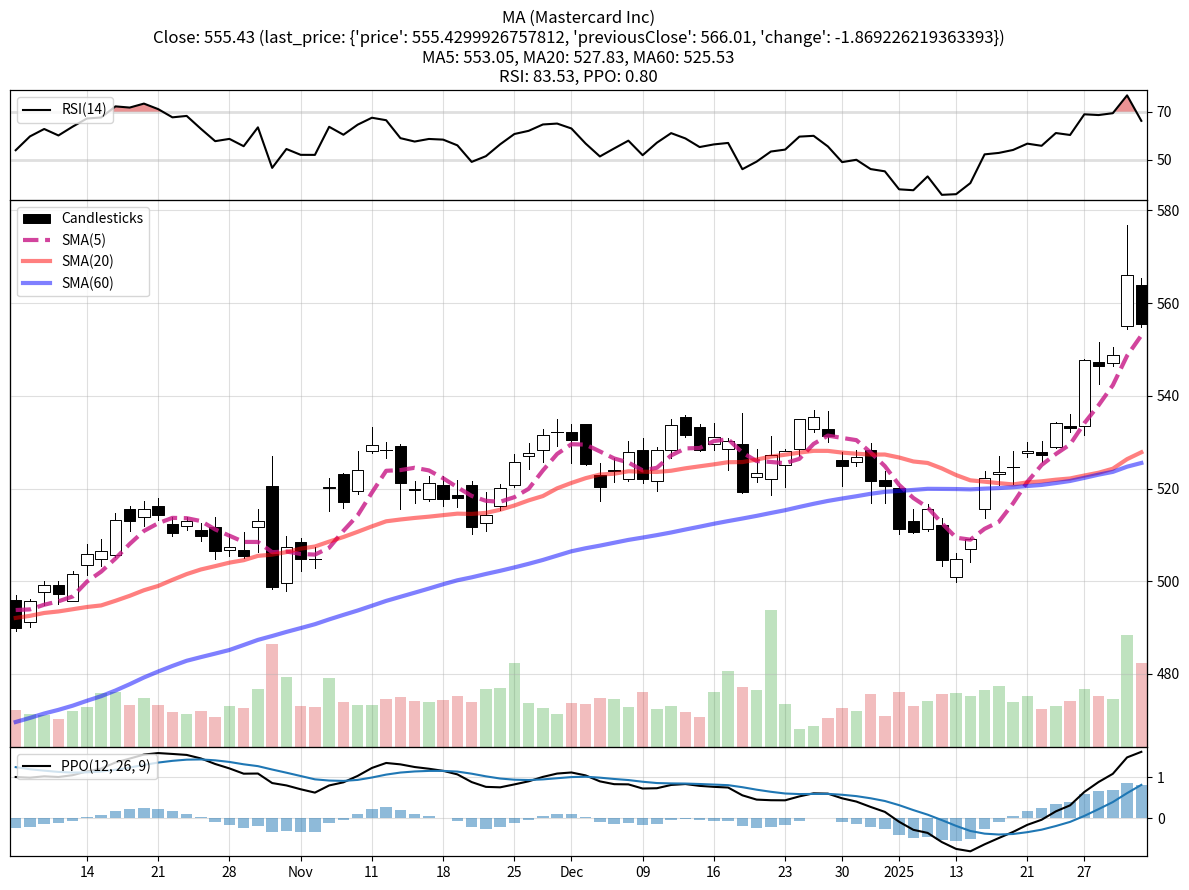 MA (Mastercard Inc)
Close: 555.43 (last_price: {'price': 555.4299926757812, 'previousClose': 566.01, 'change': -1.869226219363393})
MA5: 553.05, MA20: 527.83, MA60: 525.53
RSI: 83.53, PPO: 0.80
RSI(14)
70
50
Candlesticks
SMA(5)
SMA(20)
SMA(60)
580
560
540
520
500
480
PPO(12, 26, 9)
1
0
14 21 28 Nov 11 18 25 Dec 09 16 23 30 2025 13 21 27